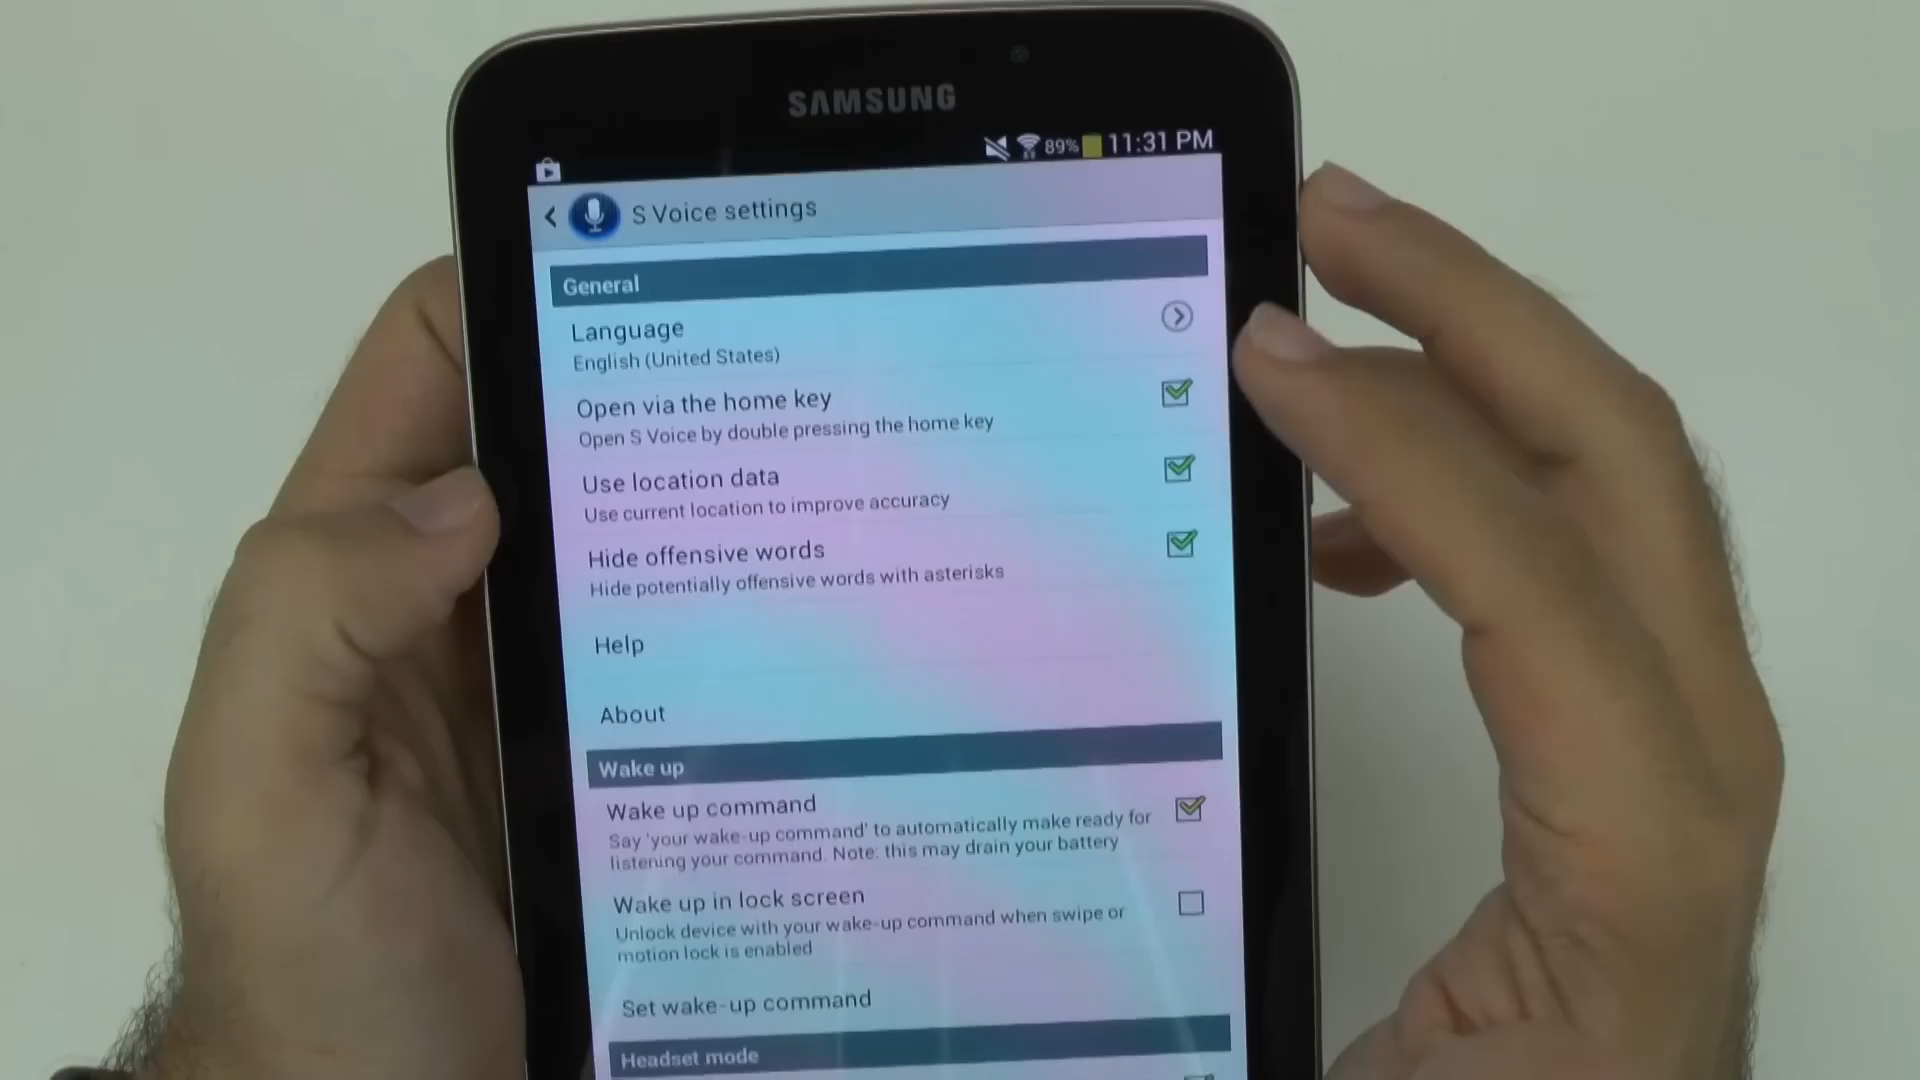 SAMSUNG
89% 11:31 PM
S Voice settings
General
Language
English (United States)
Open via the home key
Open S Voice by double pressing the home key
Use location data
Use current location to improve accuracy
Hide offensive words
Hide potentially offensive words with asterisks
Help
About
Wake up
Wake up command
Say 'your wake-up command' to automatically make ready for
listening your command. Note: this may drain your battery
Wake up in lock screen
Unlock device with your wake-up command when swipe or
motion lock is enabled
Set wake-up command
Headset mode